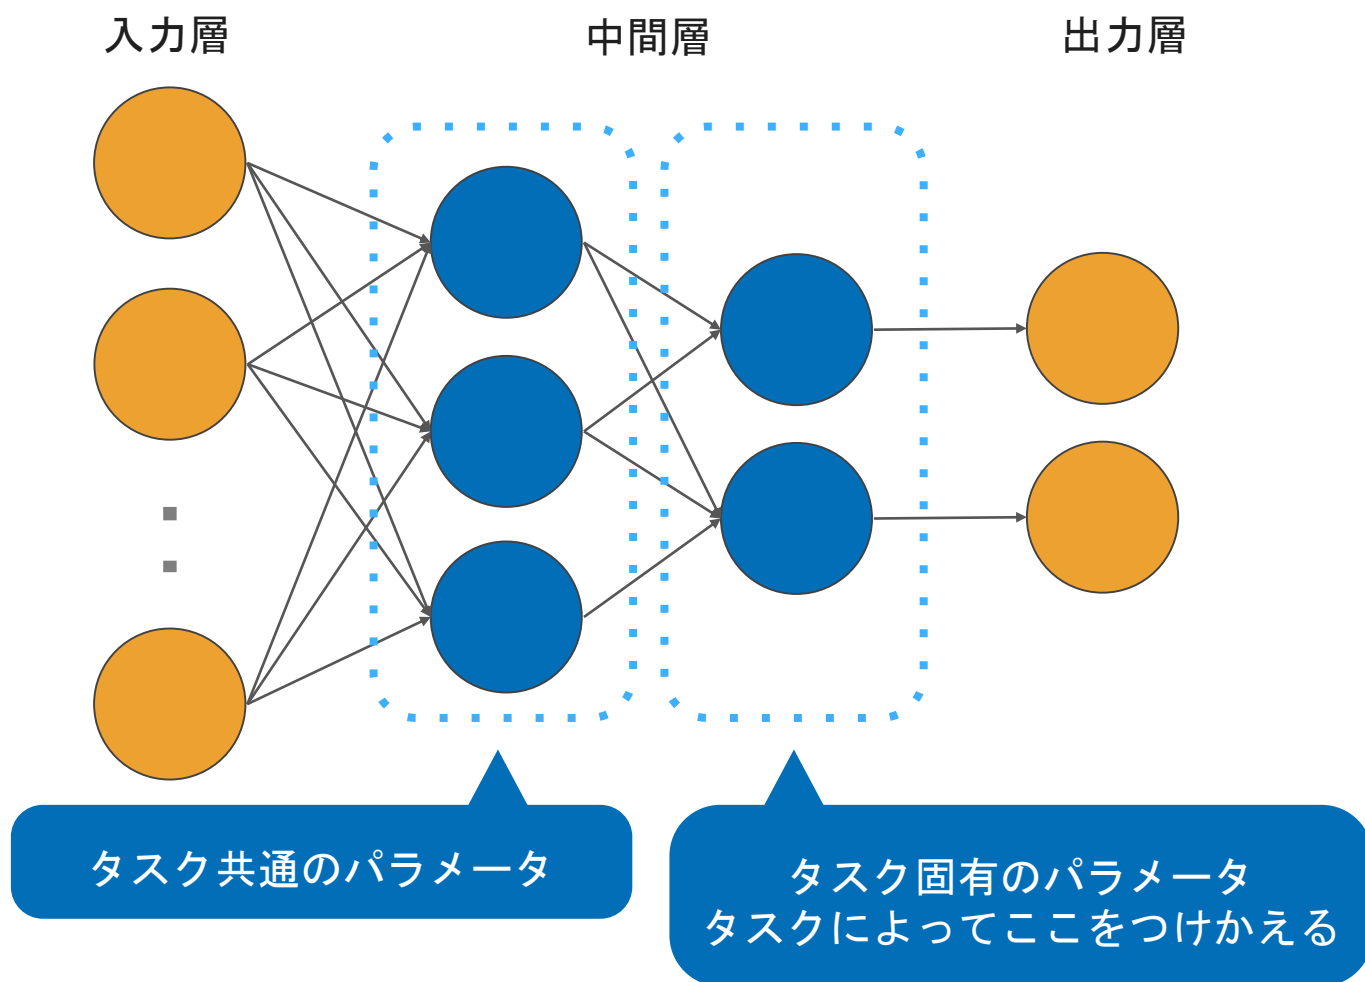 入力層
中間層
出力層
タスク共通のパラメータ
タスク固有のパラメータ
タスクによってここをつけかえる